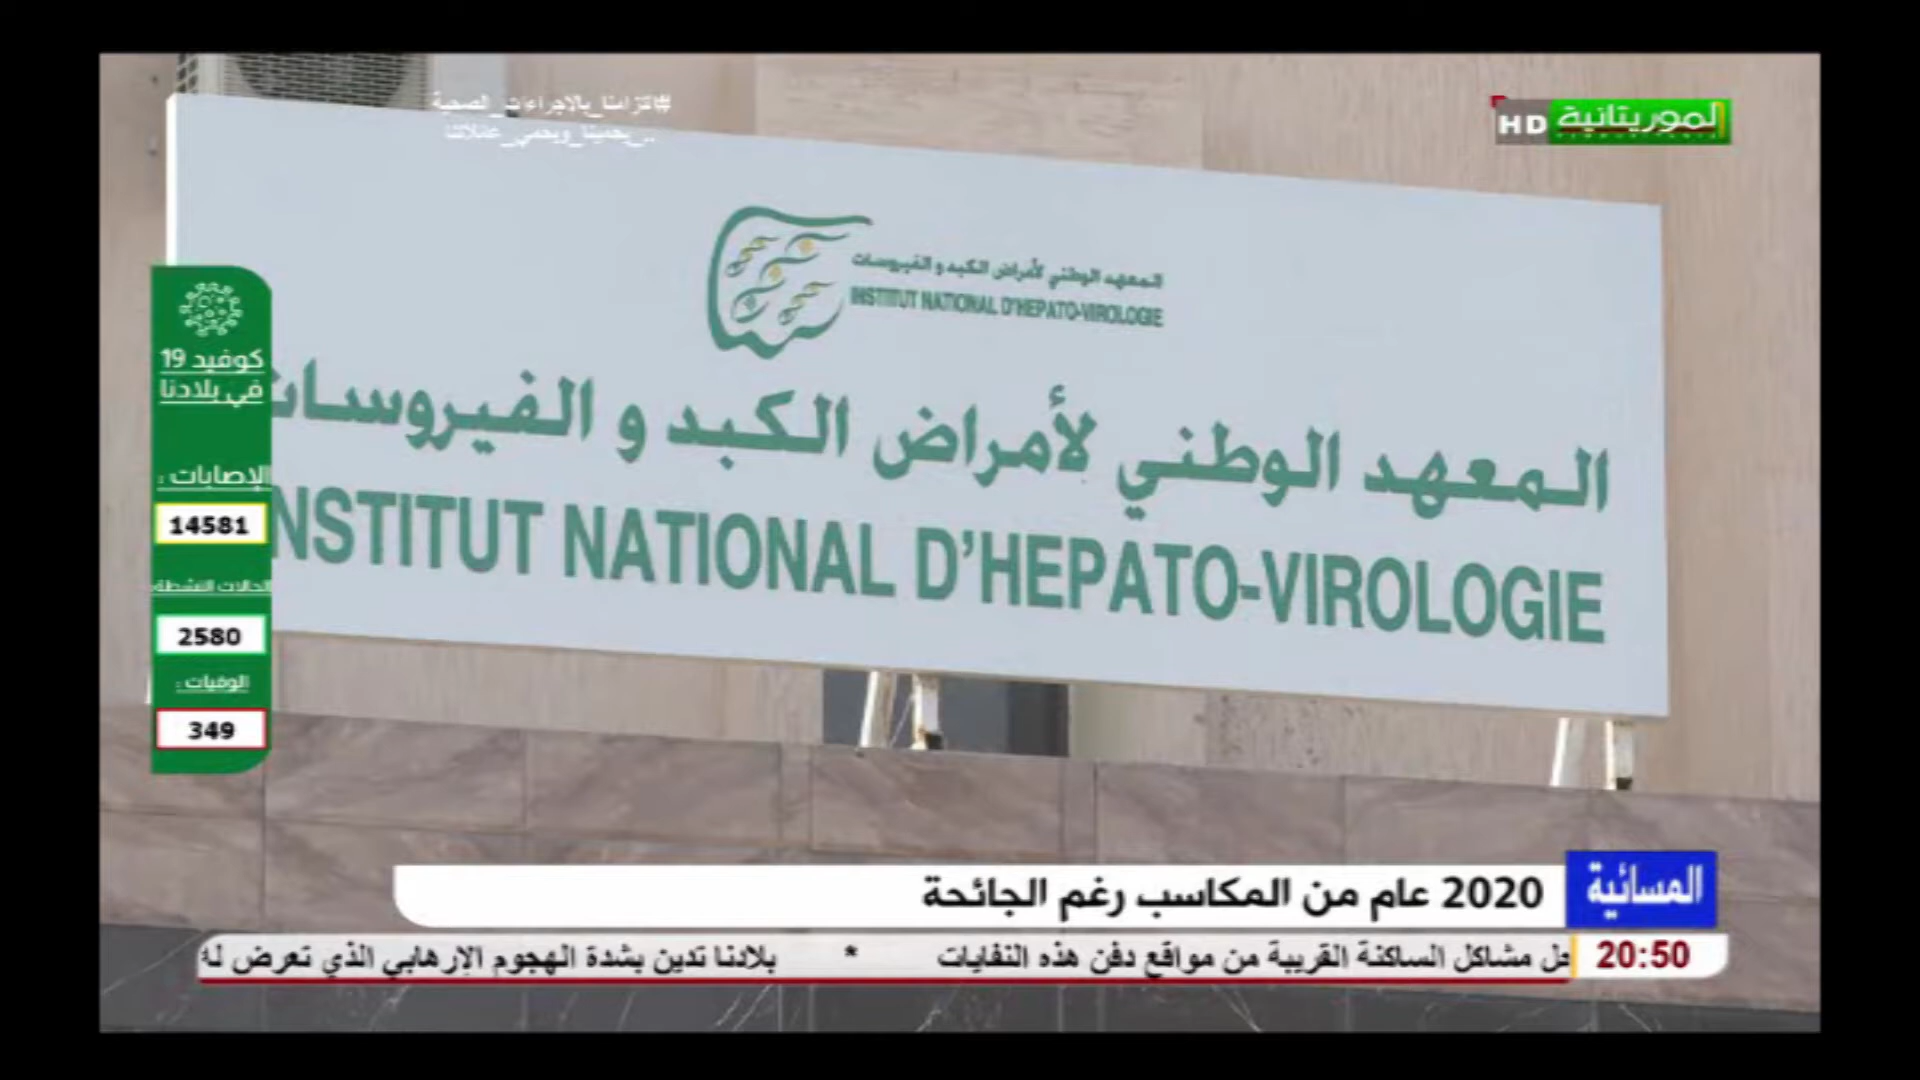 #التزامنا_بالاجراءات_الصحية
.. يحمينا_ويحمي_عائلاتنا
الموريتانية HD
المعهد الوطني لأمراض الكبد و الفيروسات
INSTITUT NATIONAL D'HEPATO-VIROLOGIE
كوفيد 19
في بلادنا
المعهد الوطني لأمراض الكبد و الفيروسات
NSTITUT NATIONAL D'HEPATO-VIROLOGIE
الإصابات :
14581
الحالات النشطة:
2580
الوفيات :
349
المسائية
2020 عام من المكاسب رغم الجائحة
20:50
حل مشاكل الساكنة القريبة من مواقع دفن هذه النفايات * بلادنا تدين بشدة الهجوم الإرهابي الذي تعرض له